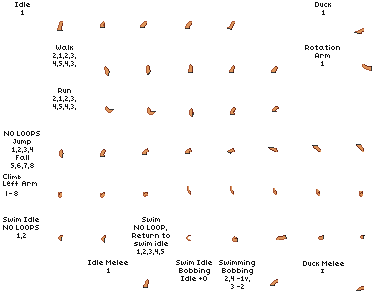 Idle
1
Duck
1
Walk
2,1,2,3,
4,5,4,3,
Rotation
Arm
1
Run
2,1,2,3,
4,5,4,3,
NO LOOPS
Jump
1,2,3,4
Fall
5,6,7,8
Climb
Left Arm
1-8
Swim Idle
NO LOOPS
1,2
Swim
NO LOOP,
Return to
swim idle
1,2,3,4,5
Idle Melee
1
Swim Idle
Bobbing
Idle +0
Swimming
Bobbing
2,4 -1v,
3 -2
Duck Melee
1